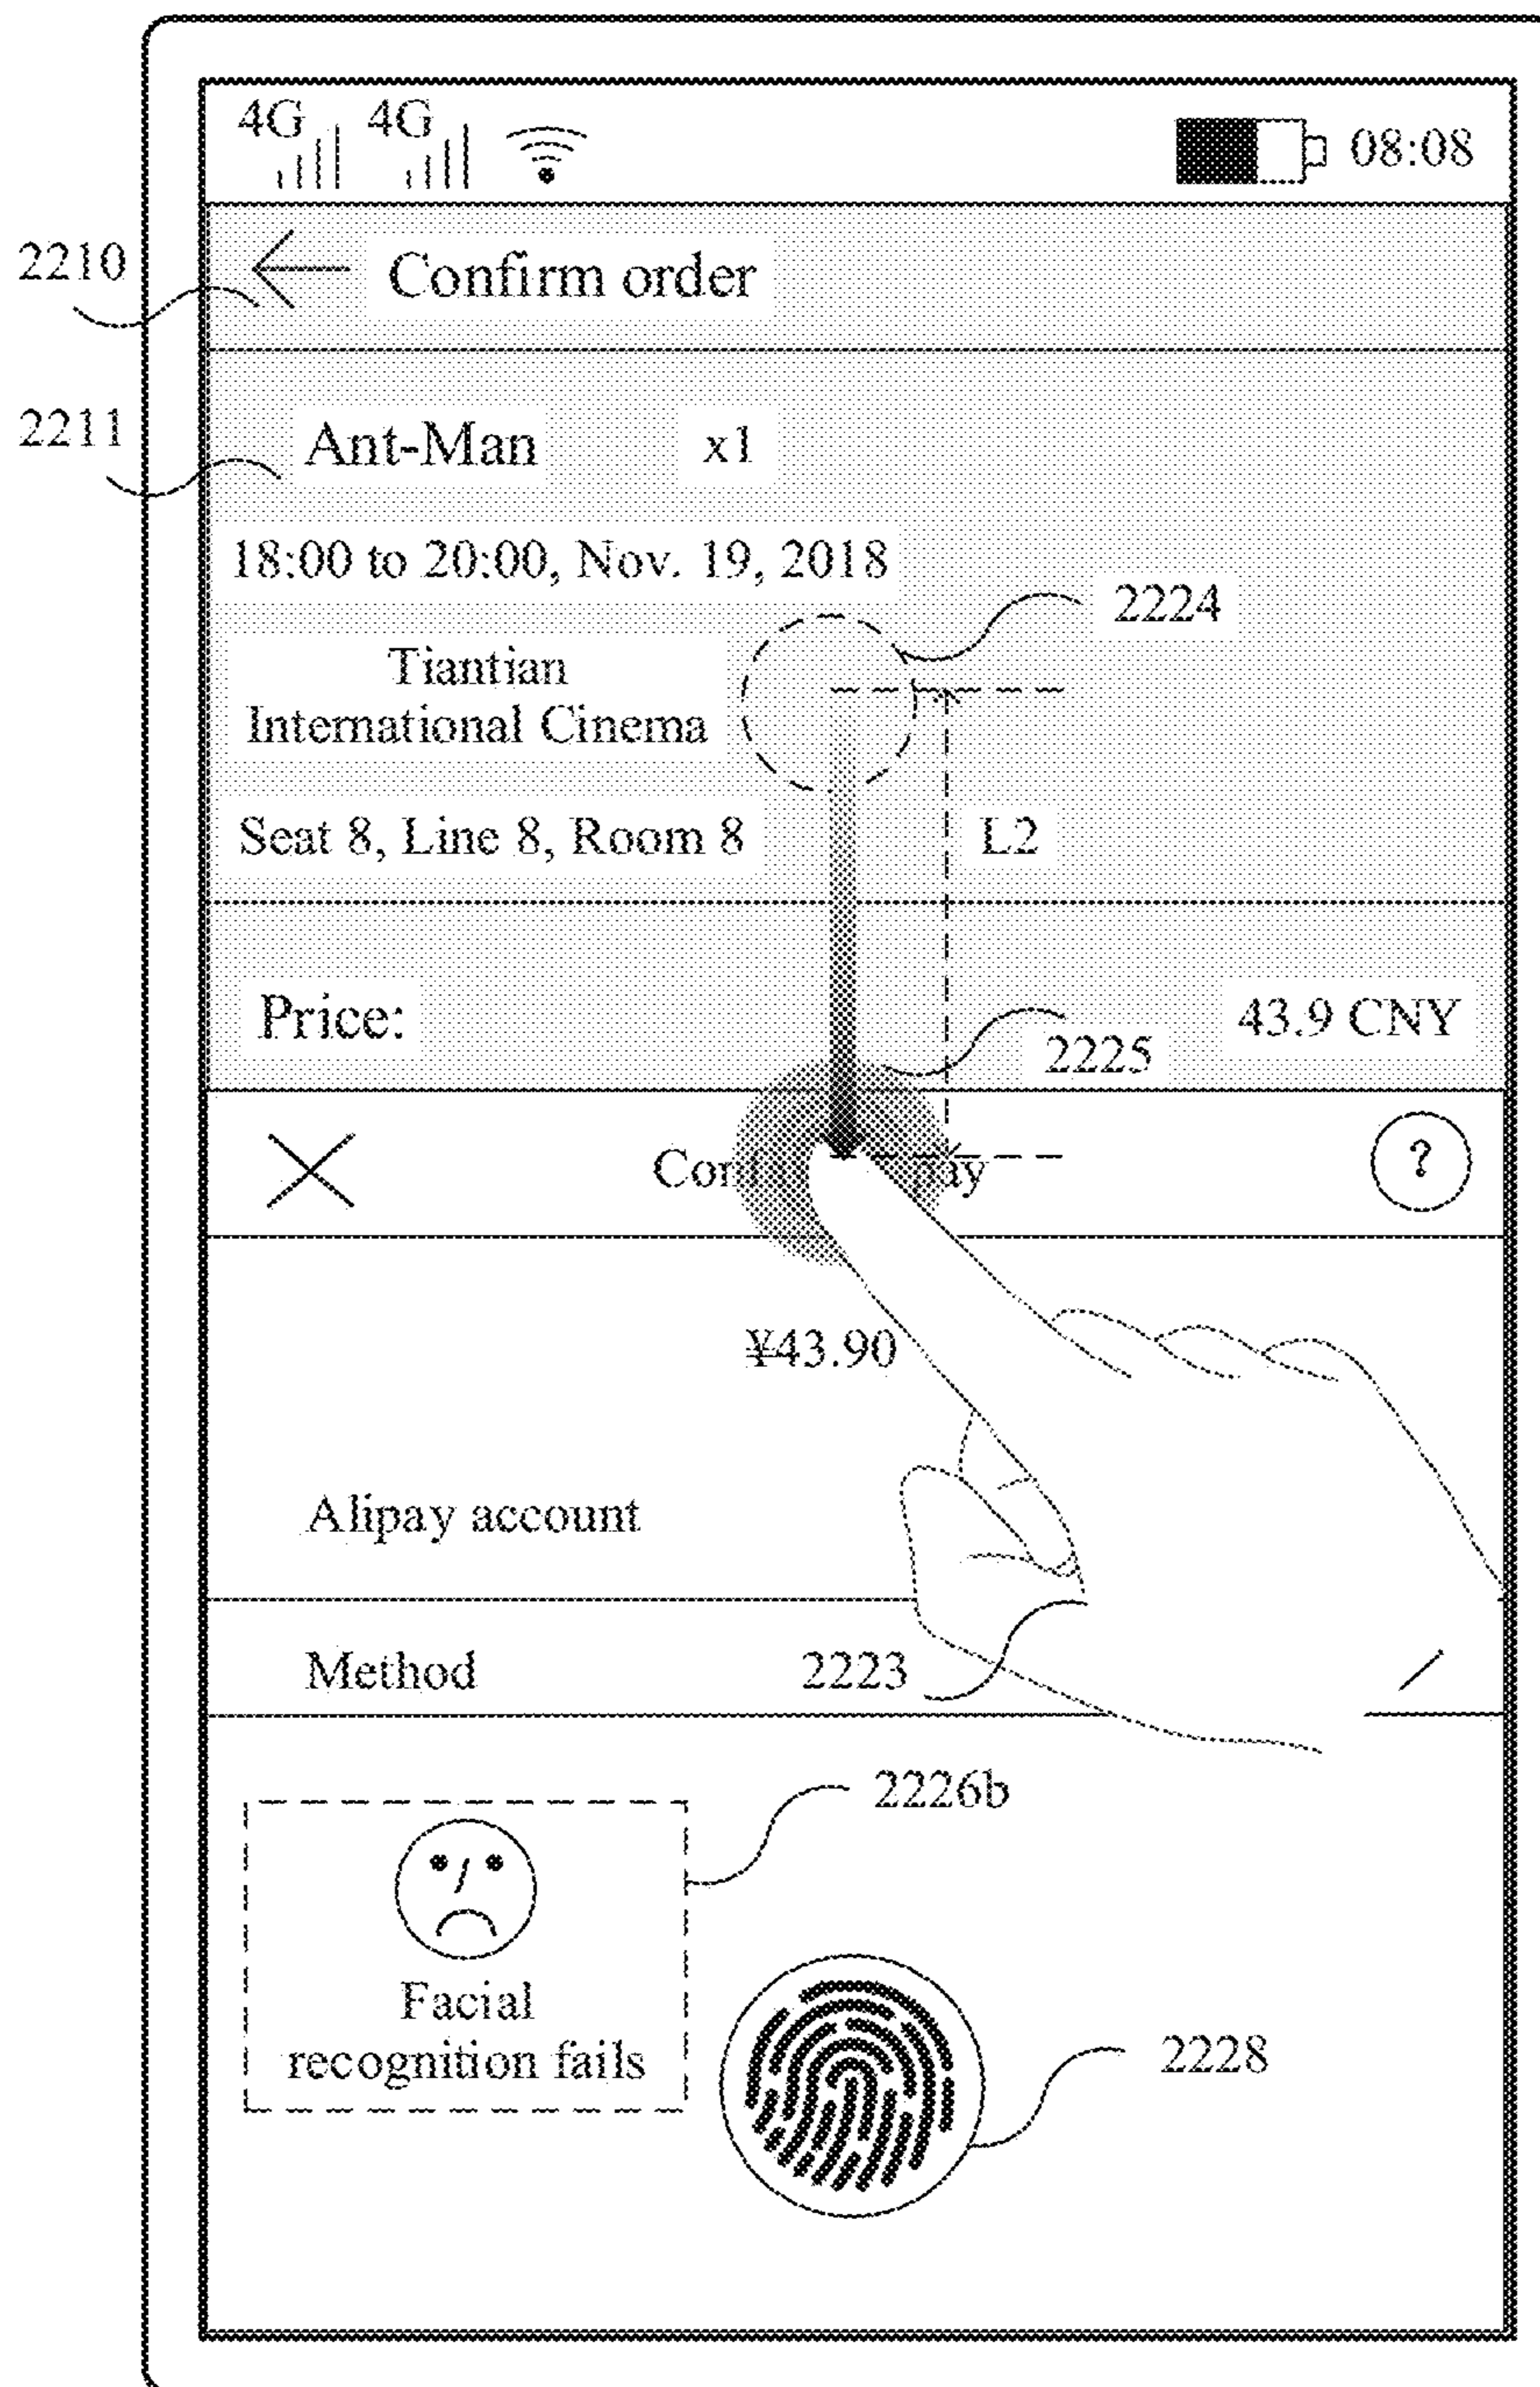 4G 4G 08:08
2210
Confirm order
2211
Ant-Man x1
18:00 to 20:00, Nov. 19, 2018
2224
Tiantian
International Cinema
Seat 8, Line 8, Room 8
L2
Price:
43.9 CNY
2225
pay
?
¥43.90
Alipay account
Method
2223
2226b
Facial
recognition fails
2228